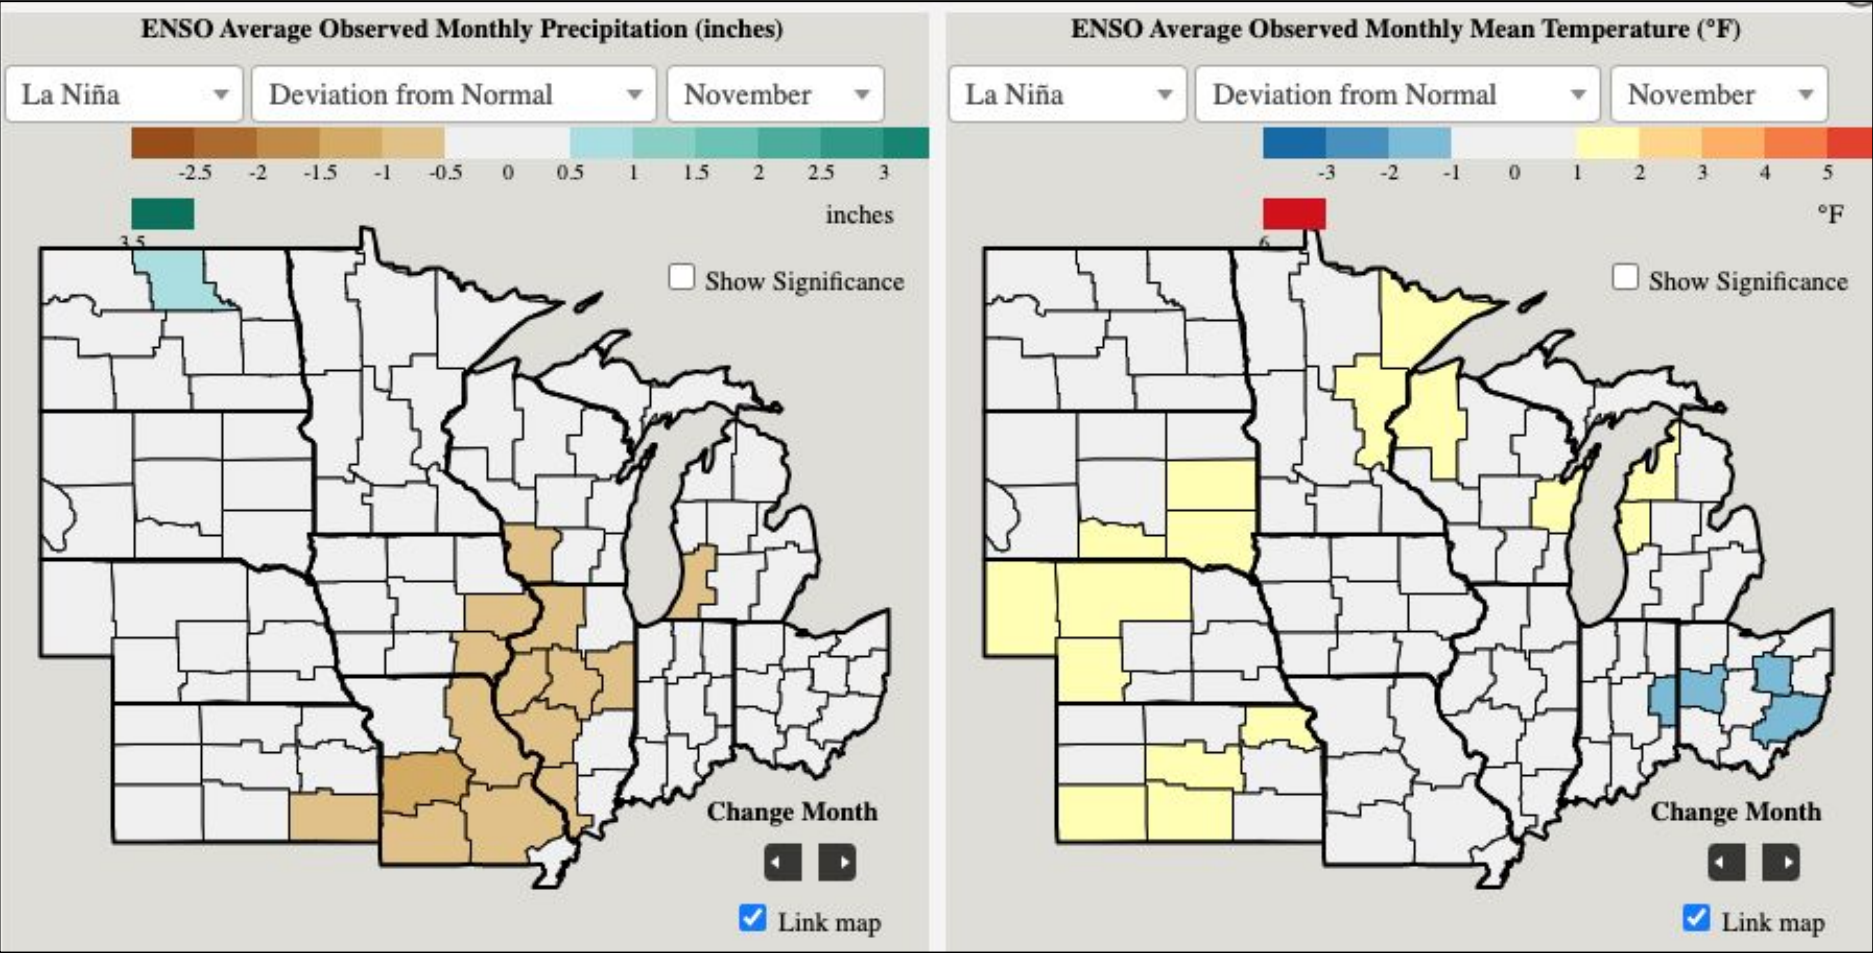 ENSO Average Observed Monthly Precipitation (inches)
La Niña
Deviation from Normal
November
-2.5 -2 -1.5 -1 -0.5 0 0.5 1 1.5 2 2.5 3
inches
3.5
Show Significance
Change Month
Link map
ENSO Average Observed Monthly Mean Temperature (°F)
La Niña
Deviation from Normal
November
-3 -2 -1 0 1 2 3 4 5
°F
6
Show Significance
Change Month
Link map